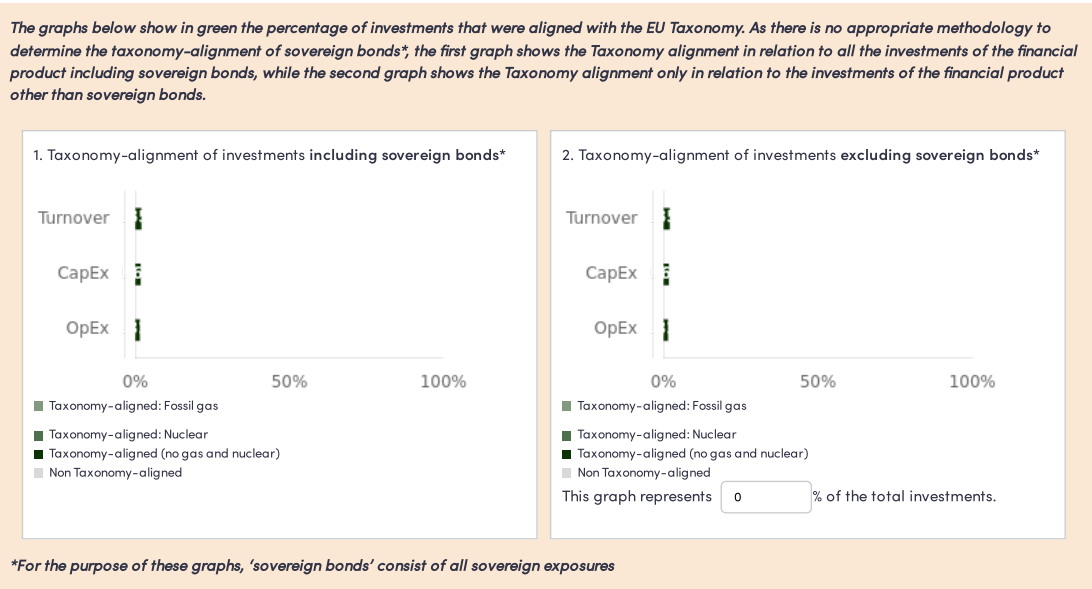 The graphs below show in green the percentage of investments that were aligned with the EU Taxonomy. As there is no appropriate methodology to
determine the taxonomy-alignment of sovereign bonds*, the first graph shows the Taxonomy alignment in relation to all the investments of the financial
product including sovereign bonds, while the second graph shows the Taxonomy alignment only in relation to the investments of the financial product
other than sovereign bonds.
1. Taxonomy-alignment of investments including sovereign bonds*
Turnover
CapEx
OpEx
0% 50% 100%
Taxonomy-aligned: Fossil gas
Taxonomy-aligned: Nuclear
Taxonomy-aligned (no gas and nuclear)
Non Taxonomy-aligned
2. Taxonomy-alignment of investments excluding sovereign bonds*
Turnover
CapEx
OpEx
0% 50% 100%
Taxonomy-aligned: Fossil gas
Taxonomy-aligned: Nuclear
Taxonomy-aligned (no gas and nuclear)
Non Taxonomy-aligned
This graph represents 0 % of the total investments.
*For the purpose of these graphs, ‘sovereign bonds’ consist of all sovereign exposures